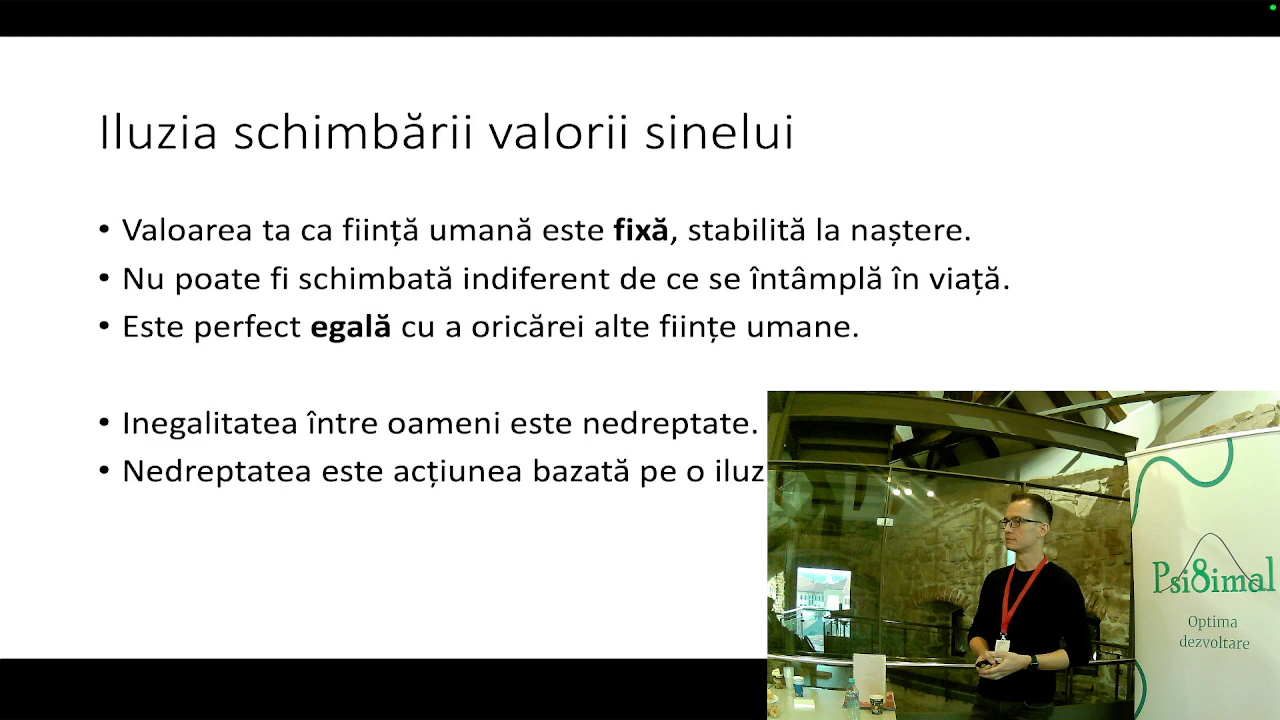 Iluzia schimbării valorii sinelui
• Valoarea ta ca ființă umană este fixă, stabilită la naștere.
• Nu poate fi schimbată indiferent de ce se întâmplă în viață.
• Este perfect egală cu a oricărei alte ființe umane.
• Inegalitatea între oameni este nedreptate.
• Nedreptatea este acțiunea bazată pe o iluz
Psi8imal
Optima
dezvoltare